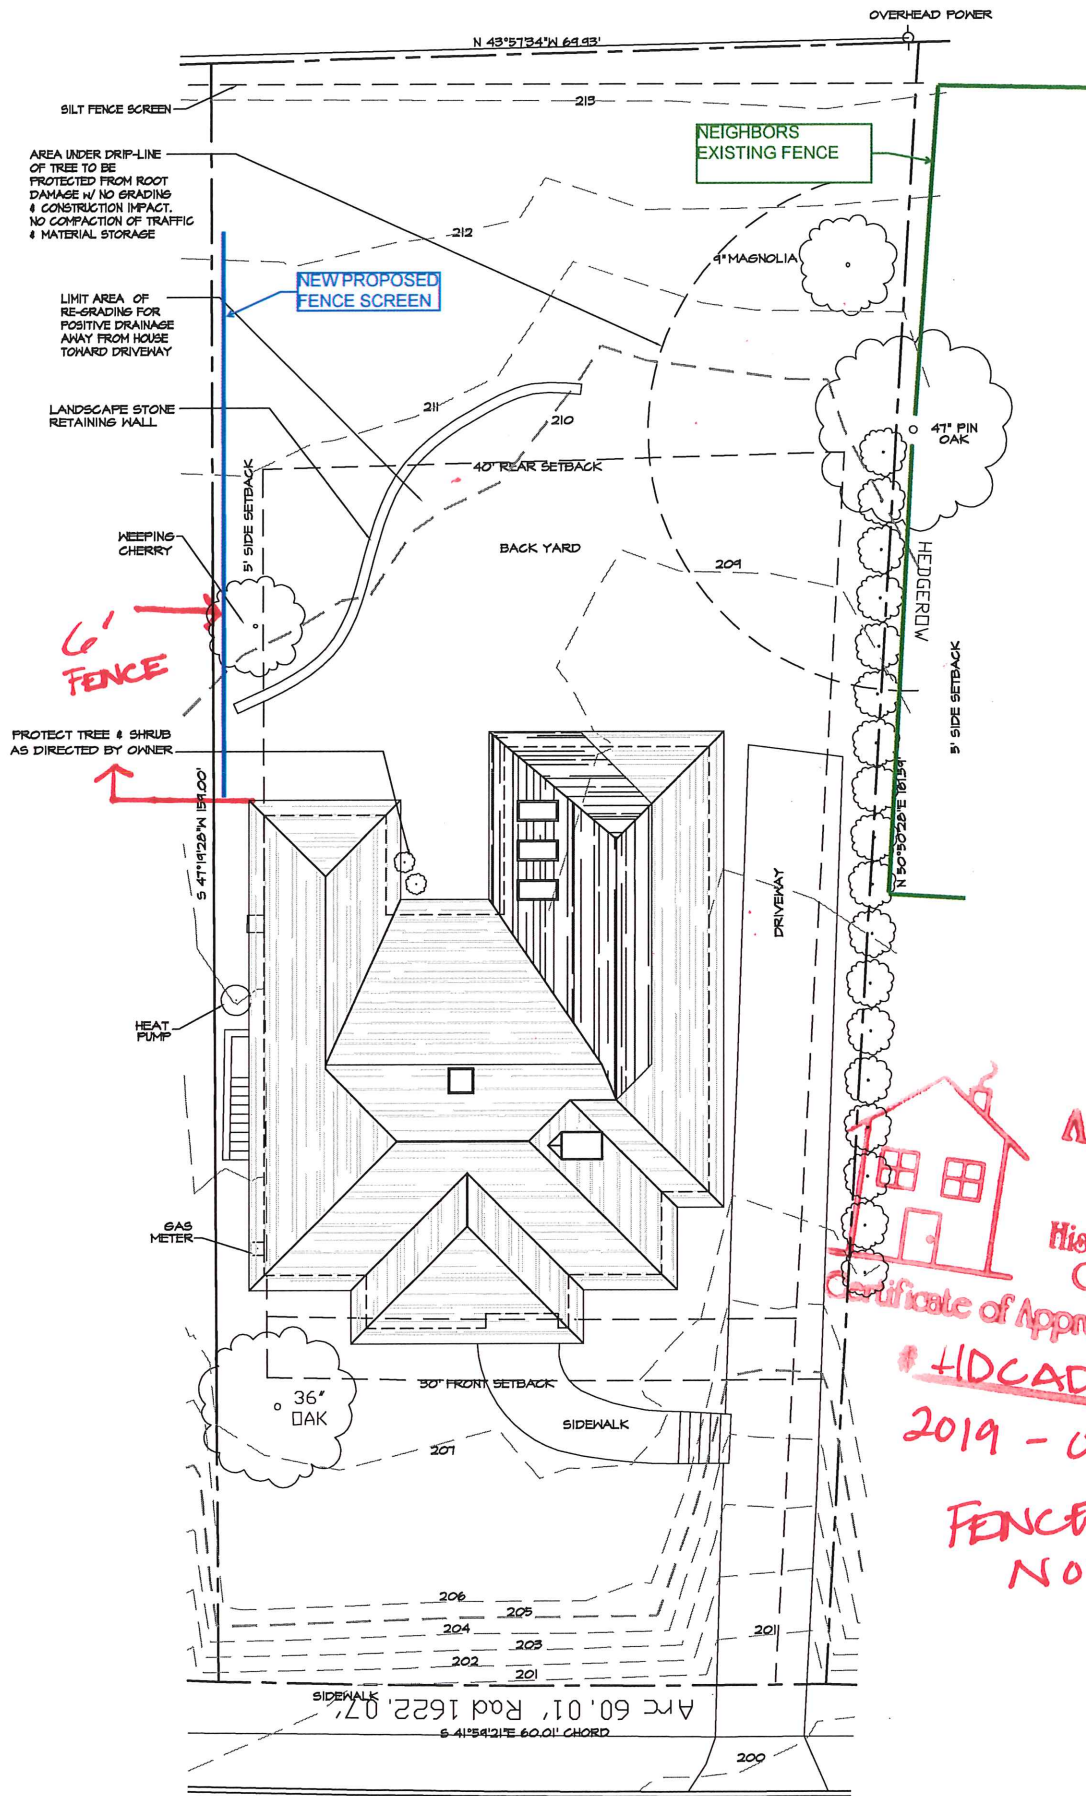 OVERHEAD POWER
N 43°57'34"W 69.93'
SILT FENCE SCREEN
213
NEIGHBORS
EXISTING FENCE
AREA UNDER DRIP-LINE
OF TREE TO BE
PROTECTED FROM ROOT
DAMAGE W/ NO GRADING
& CONSTRUCTION IMPACT.
NO COMPACTION OF TRAFFIC
& MATERIAL STORAGE
212
9" MAGNOLIA
NEW PROPOSED
FENCE SCREEN
LIMIT AREA OF
RE-GRADING FOR
POSITIVE DRAINAGE
AWAY FROM HOUSE
TOWARD DRIVEWAY
LANDSCAPE STONE
RETAINING WALL
211
210
47" PIN
OAK
40' REAR SETBACK
5' SIDE SETBACK
WEEPING
CHERRY
BACK YARD
209
HEDGEROW
6'
FENCE
5' SIDE SETBACK
PROTECT TREE & SHRUB
AS DIRECTED BY OWNER
S 47°19'28"W 159.00'
N 50°50'28"E 161.59'
DRIVEWAY
HEAT
PUMP
GAS
METER
Certificate of Appr
30' FRONT SETBACK
HDCAD
36"
OAK
SIDEWALK
2019 -
207
FENCE
NO
206
205
204
203
202
201
201
SIDEWALK
Arc 60.01' Rad 1622.07'
S 41°59'21"E 60.01' CHORD
200